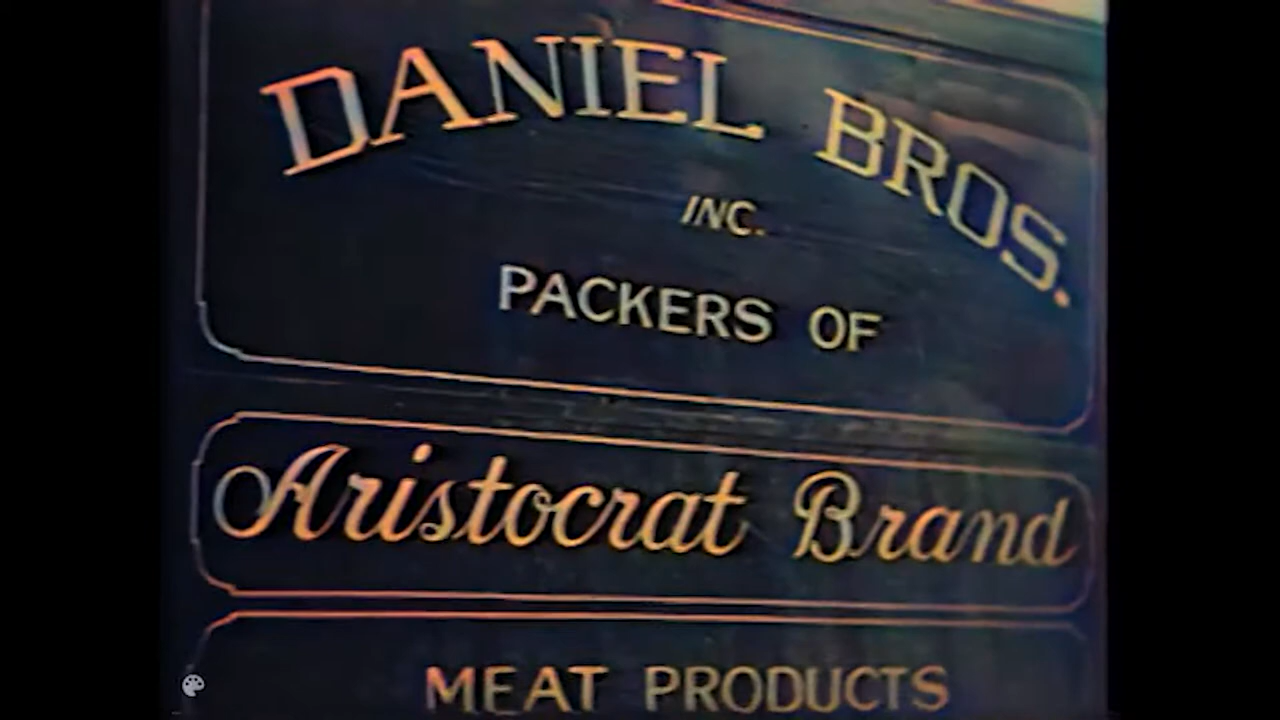 DANIEL BROS.
INC.
PACKERS OF
Aristocrat Brand
MEAT PRODUCTS